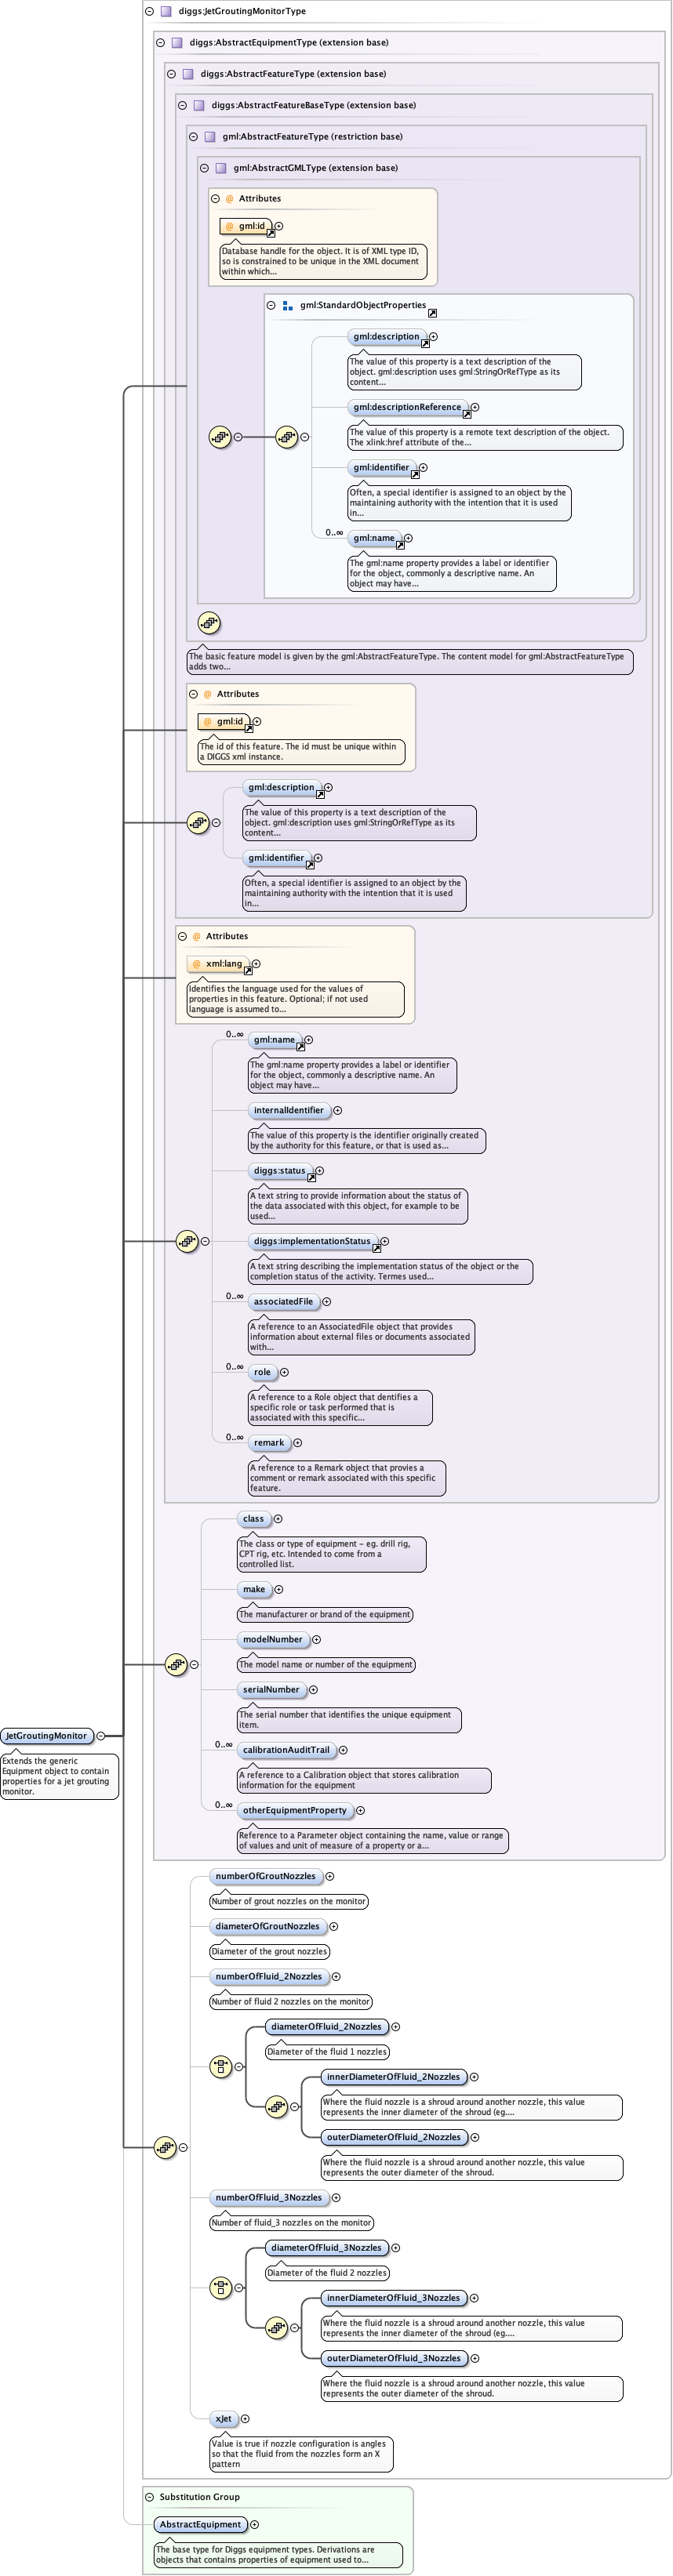 diggs:JetGroutingMonitorType
diggs:AbstractEquipmentType (extension base)
diggs:AbstractFeatureType (extension base)
diggs:AbstractFeatureBaseType (extension base)
gml:AbstractFeatureType (restriction base)
gml:AbstractGMLType (extension base)
@ Attributes
@ gml:id
Database handle for the object. It is of XML type ID,
so is constrained to be unique in the XML document
within which...
gml:StandardObjectProperties
gml:description
The value of this property is a text description of the
object. gml:description uses gml:StringOrRefType as its
content...
gml:descriptionReference
The value of this property is a remote text description of the object.
The xlink:href attribute of the...
gml:identifier
Often, a special identifier is assigned to an object by the
maintaining authority with the intention that it is used
in...
0..∞
gml:name
The gml:name property provides a label or identifier
for the object, commonly a descriptive name. An
object may have...
The basic feature model is given by the gml:AbstractFeatureType. The content model for gml:AbstractFeatureType
adds two...
@ Attributes
@ gml:id
The id of this feature. The id must be unique within
a DIGGS xml instance.
gml:description
The value of this property is a text description of the
object. gml:description uses gml:StringOrRefType as its
content...
gml:identifier
Often, a special identifier is assigned to an object by the
maintaining authority with the intention that it is used
in...
@ Attributes
@ xml:lang
Identifies the language used for the values of
properties in this feature. Optional; if not used
language is assumed to...
0..∞
gml:name
The gml:name property provides a label or identifier
for the object, commonly a descriptive name. An
object may have...
internalIdentifier
The value of this property is the identifier originally created
by the authority for this feature, or that is used as...
diggs:status
A text string to provide information about the status of
the data associated with this object, for example to be
used...
diggs:implementationStatus
A text string describing the implementation status of the object or the
completion status of the activity. Termes used...
0..∞
associatedFile
A reference to an AssociatedFile object that provides
information about external files or documents associated
with...
0..∞
role
A reference to a Role object that dentifies a
specific role or task performed that is
associated with this specific...
0..∞
remark
A reference to a Remark object that provies a
comment or remark associated with this specific
feature.
class
The class or type of equipment - eg. drill rig,
CPT rig, etc. Intended to come from a
controlled list.
make
The manufacturer or brand of the equipment
modelNumber
The model name or number of the equipment
serialNumber
The serial number that identifies the unique equipment
item.
0..∞
calibrationAuditTrail
A reference to a Calibration object that stores calibration
information for the equipment
0..∞
otherEquipmentProperty
Reference to a Parameter object containing the name, value or range
of values and unit of measure of a property or a...
JetGroutingMonitor
Extends the generic
Equipment object to contain
properties for a jet grouting
monitor.
numberOfGroutNozzles
Number of grout nozzles on the monitor
diameterOfGroutNozzles
Diameter of the grout nozzles
numberOfFluid_2Nozzles
Number of fluid 2 nozzles on the monitor
diameterOfFluid_2Nozzles
Diameter of the fluid 1 nozzles
innerDiameterOfFluid_2Nozzles
Where the fluid nozzle is a shroud around another nozzle, this value
represents the inner diameter of the shroud (eg....
outerDiameterOfFluid_2Nozzles
Where the fluid nozzle is a shroud around another nozzle, this value
represents the outer diameter of the shroud.
numberOfFluid_3Nozzles
Number of fluid_3 nozzles on the monitor
diameterOfFluid_3Nozzles
Diameter of the fluid 2 nozzles
innerDiameterOfFluid_3Nozzles
Where the fluid nozzle is a shroud around another nozzle, this value
represents the inner diameter of the shroud (eg....
outerDiameterOfFluid_3Nozzles
Where the fluid nozzle is a shroud around another nozzle, this value
represents the outer diameter of the shroud.
xJet
Value is true if nozzle configuration is angles
so that the fluid from the nozzles form an X
pattern
Substitution Group
AbstractEquipment
The base type for Diggs equipment types. Derivations are
objects that contains properties of equipment used to...